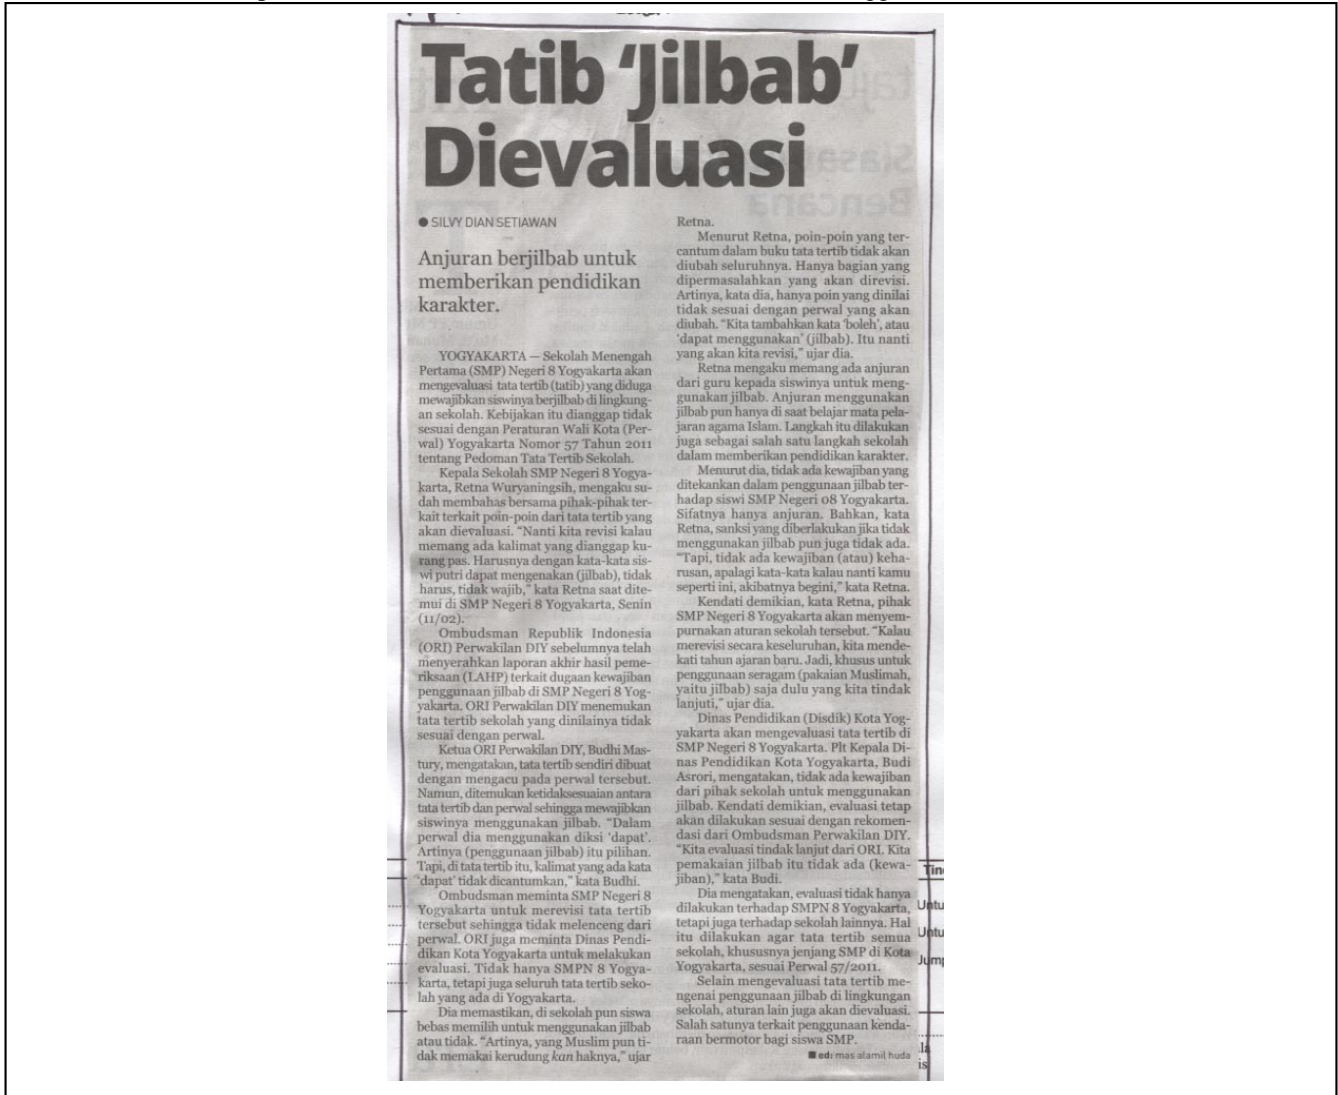 Tatib ‘Jilbab’
Dievaluasi
● SILVY DIAN SETIAWAN
Anjuran berjilbab untuk
memberikan pendidikan
karakter.
YOGYAKARTA — Sekolah Menengah
Pertama (SMP) Negeri 8 Yogyakarta akan
mengevaluasi tata tertib (tatib) yang diduga
mewajibkan siswinya berjilbab di lingkung-
an sekolah. Kebijakan itu dianggap tidak
sesuai dengan Peraturan Wali Kota (Per-
wal) Yogyakarta Nomor 57 Tahun 2011
tentang Pedoman Tata Tertib Sekolah.
Kepala Sekolah SMP Negeri 8 Yogya-
karta, Retna Wuryaningsih, mengaku su-
dah membahas bersama pihak-pihak ter-
kait terkait poin-poin dari tata tertib yang
akan dievaluasi. “Nanti kita revisi kalau
memang ada kalimat yang dianggap ku-
rang pas. Harusnya dengan kata-kata sis-
wi putri dapat mengenakan (jilbab), tidak
harus, tidak wajib,” kata Retna saat dite-
mui di SMP Negeri 8 Yogyakarta, Senin
(11/02).
Ombudsman Republik Indonesia
(ORI) Perwakilan DIY sebelumnya telah
menyerahkan laporan akhir hasil peme-
riksaan (LAHP) terkait dugaan kewajiban
penggunaan jilbab di SMP Negeri 8 Yog-
yakarta. ORI Perwakilan DIY menemukan
tata tertib sekolah yang dinilainya tidak
sesuai dengan perwal.
Ketua ORI Perwakilan DIY, Budhi Mas-
tury, mengatakan, tata tertib sendiri dibuat
dengan mengacu pada perwal tersebut.
Namun, ditemukan ketidaksesuaian antara
tata tertib dan perwal sehingga mewajibkan
siswinya menggunakan jilbab. “Dalam
perwal dia menggunakan diksi ‘dapat’.
Artinya (penggunaan jilbab) itu pilihan.
Tapi, di tata tertib itu, kalimat yang ada kata
‘dapat’ tidak dicantumkan,” kata Budhi.
Ombudsman meminta SMP Negeri 8
Yogyakarta untuk merevisi tata tertib
tersebut sehingga tidak melenceng dari
perwal. ORI juga meminta Dinas Pendi-
dikan Kota Yogyakarta untuk melakukan
evaluasi. Tidak hanya SMPN 8 Yogya-
karta, tetapi juga seluruh tata tertib seko-
lah yang ada di Yogyakarta.
Dia memastikan, di sekolah pun siswa
bebas memilih untuk menggunakan jilbab
atau tidak. “Artinya, yang Muslim pun ti-
dak memakai kerudung kan haknya,” ujar
Retna.
Menurut Retna, poin-poin yang ter-
cantum dalam buku tata tertib tidak akan
diubah seluruhnya. Hanya bagian yang
dipermasalahkan yang akan direvisi.
Artinya, kata dia, hanya poin yang dinilai
tidak sesuai dengan perwal yang akan
diubah. “Kita tambahkan kata ‘boleh’, atau
‘dapat menggunakan’ (jilbab). Itu nanti
yang akan kita revisi,” ujar dia.
Retna mengaku memang ada anjuran
dari guru kepada siswinya untuk meng-
gunakan jilbab. Anjuran menggunakan
jilbab pun hanya di saat belajar mata pela-
jaran agama Islam. Langkah itu dilakukan
juga sebagai salah satu langkah sekolah
dalam memberikan pendidikan karakter.
Menurut dia, tidak ada kewajiban yang
ditekankan dalam penggunaan jilbab ter-
hadap siswi SMP Negeri 08 Yogyakarta.
Sifatnya hanya anjuran. Bahkan, kata
Retna, sanksi yang diberlakukan jika tidak
menggunakan jilbab pun juga tidak ada.
“Tapi, tidak ada kewajiban (atau) keha-
rusan, apalagi kata-kata kalau nanti kamu
seperti ini, akibatnya begini,” kata Retna.
Kendati demikian, kata Retna, pihak
SMP Negeri 8 Yogyakarta akan menyem-
purnakan aturan sekolah tersebut. “Kalau
merevisi secara keseluruhan, kita mende-
kati tahun ajaran baru. Jadi, khusus untuk
penggunaan seragam (pakaian Muslimah,
yaitu jilbab) saja dulu yang kita tindak
lanjuti,” ujar dia.
Dinas Pendidikan (Disdik) Kota Yog-
yakarta akan mengevaluasi tata tertib di
SMP Negeri 8 Yogyakarta. Plt Kepala Di-
nas Pendidikan Kota Yogyakarta, Budi
Asrori, mengatakan, tidak ada kewajiban
dari pihak sekolah untuk menggunakan
jilbab. Kendati demikian, evaluasi tetap
akan dilakukan sesuai dengan rekomen-
dasi dari Ombudsman Perwakilan DIY.
“Kita evaluasi tindak lanjut dari ORI. Kita
pemakaian jilbab itu tidak ada (kewa-
jiban),” kata Budi.
Dia mengatakan, evaluasi tidak hanya
dilakukan terhadap SMPN 8 Yogyakarta,
tetapi juga terhadap sekolah lainnya. Hal
itu dilakukan agar tata tertib semua
sekolah, khususnya jenjang SMP di Kota
Yogyakarta, sesuai Perwal 57/2011.
Selain mengevaluasi tata tertib me-
ngenai penggunaan jilbab di lingkungan
sekolah, aturan lain juga akan dievaluasi.
Salah satunya terkait penggunaan kenda-
raan bermotor bagi siswa SMP.
■ ed: mas alamil huda